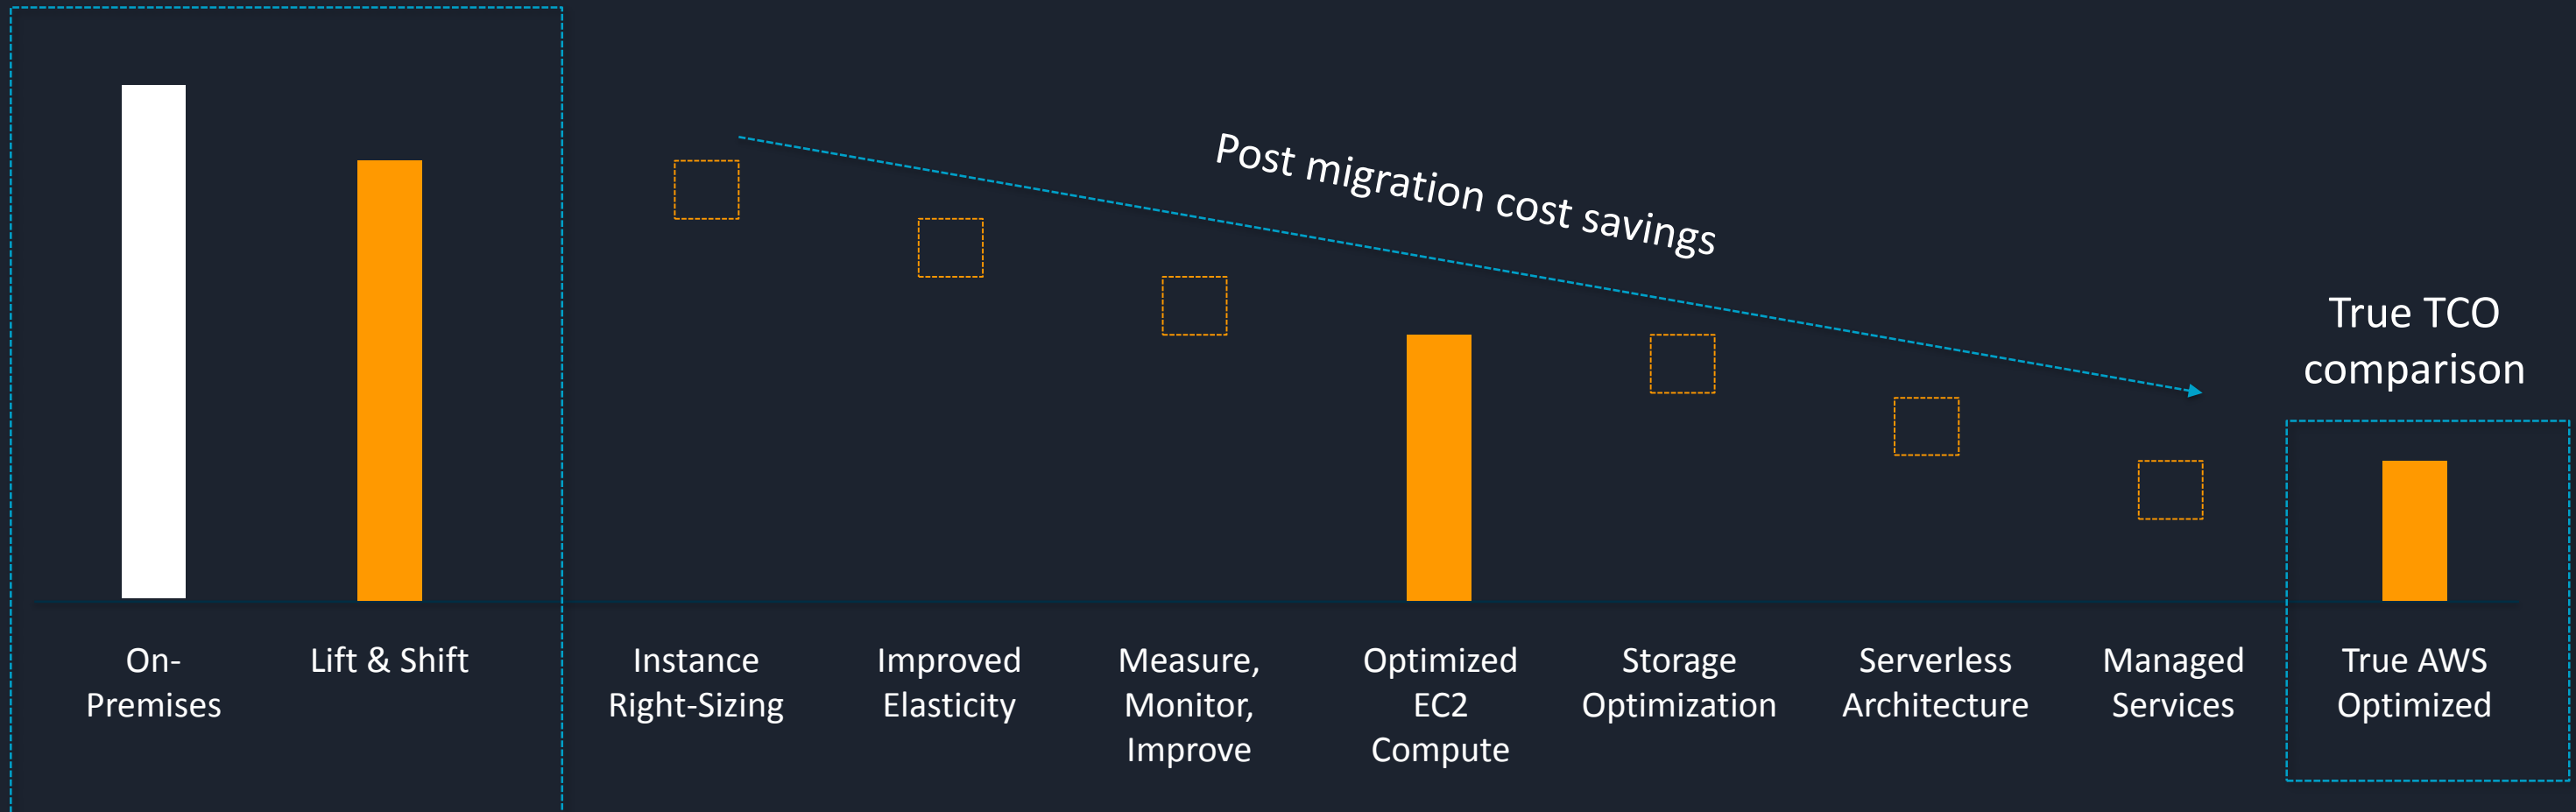 Post migration cost savings
True TCO
comparison
On-
Premises
Lift & Shift
Instance
Right-Sizing
Improved
Elasticity
Measure,
Monitor,
Improve
Optimized
EC2
Compute
Storage
Optimization
Serverless
Architecture
Managed
Services
True AWS
Optimized